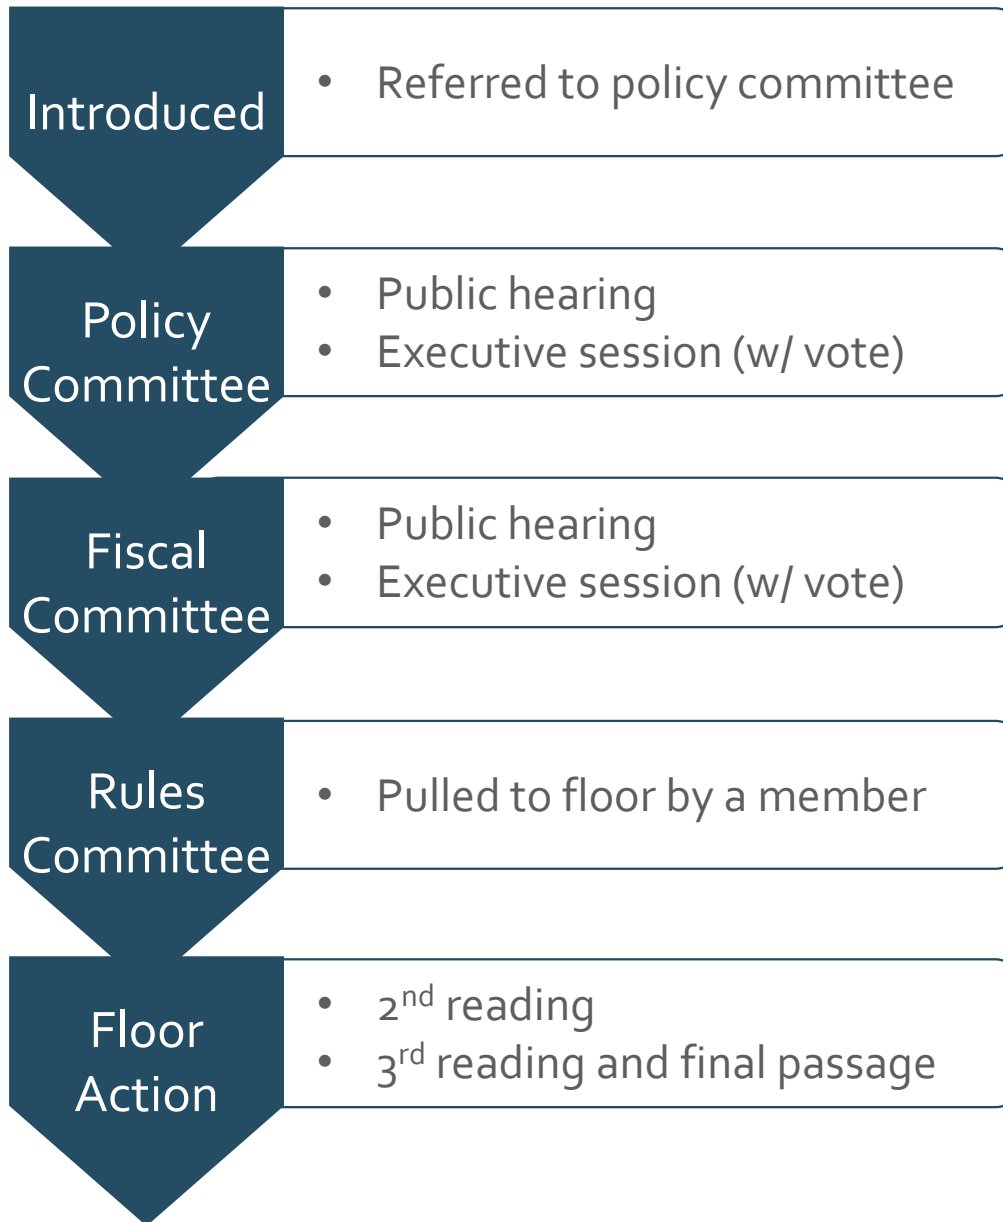 Introduced
• Referred to policy committee
Policy
Committee
• Public hearing
• Executive session (w/ vote)
Fiscal
Committee
• Public hearing
• Executive session (w/ vote)
Rules
Committee
• Pulled to floor by a member
Floor
Action
• 2nd reading
• 3rd reading and final passage